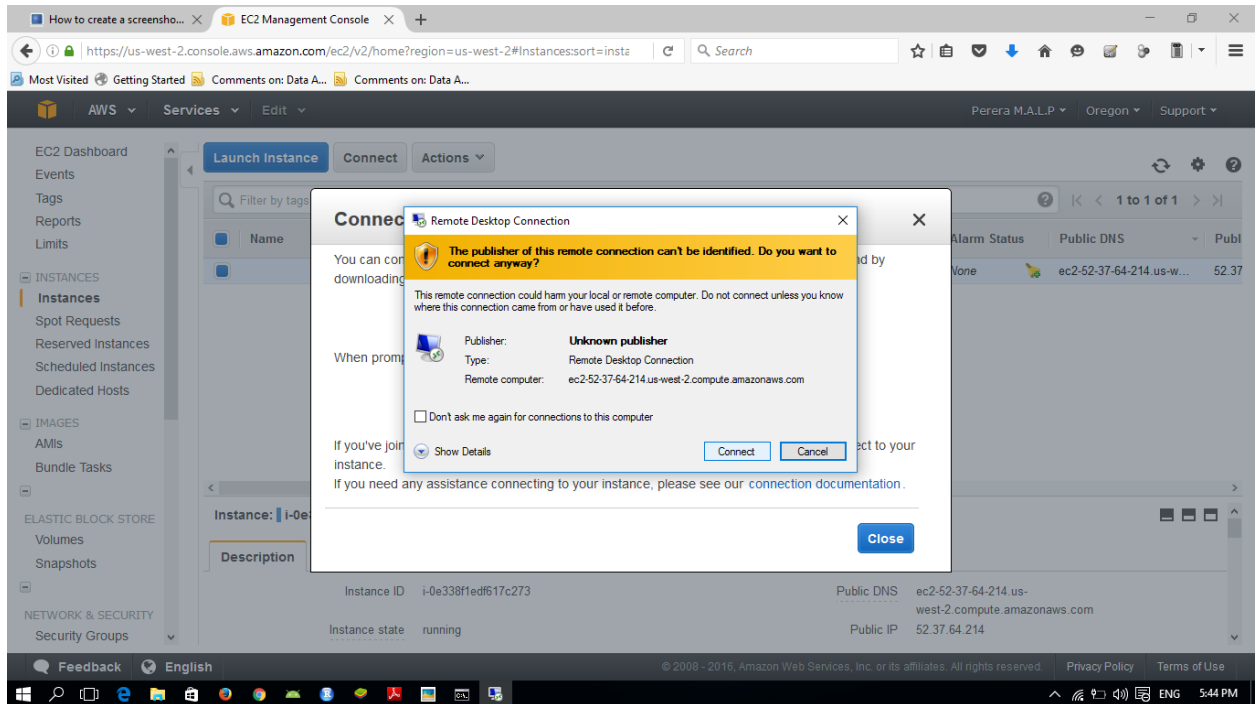 How to create a screensho...
EC2 Management Console
https://us-west-2.console.aws.amazon.com/ec2/v2/home?region=us-west-2#Instances:sort=insta
Search
Most Visited
Getting Started
Comments on: Data A...
Comments on: Data A...
AWS
Services
Edit
Perera M.A.L.P
Oregon
Support
EC2 Dashboard
Events
Tags
Reports
Limits
INSTANCES
Instances
Spot Requests
Reserved Instances
Scheduled Instances
Dedicated Hosts
IMAGES
AMIs
Bundle Tasks
ELASTIC BLOCK STORE
Volumes
Snapshots
NETWORK & SECURITY
Security Groups
Launch Instance
Connect
Actions
Filter by tags
1 to 1 of 1
Name
Alarm Status
Public DNS
Publ
None
ec2-52-37-64-214.us-w...
52.37
Connec
You can con
nd by
downloading
When promp
If you've join
ect to your
instance.
If you need any assistance connecting to your instance, please see our connection documentation.
Close
Remote Desktop Connection
The publisher of this remote connection can't be identified. Do you want to
connect anyway?
This remote connection could harm your local or remote computer. Do not connect unless you know
where this connection came from or have used it before.
Publisher: Unknown publisher
Type: Remote Desktop Connection
Remote computer: ec2-52-37-64-214.us-west-2.compute.amazonaws.com
Don't ask me again for connections to this computer
Show Details
Connect
Cancel
Instance: i-0e3
Description
Instance ID i-0e338f1edf617c273
Public DNS ec2-52-37-64-214.us-
west-2.compute.amazonaws.com
Instance state running
Public IP 52.37.64.214
Feedback
English
© 2008 - 2016, Amazon Web Services, Inc. or its affiliates. All rights reserved.
Privacy Policy
Terms of Use
ENG
5:44 PM